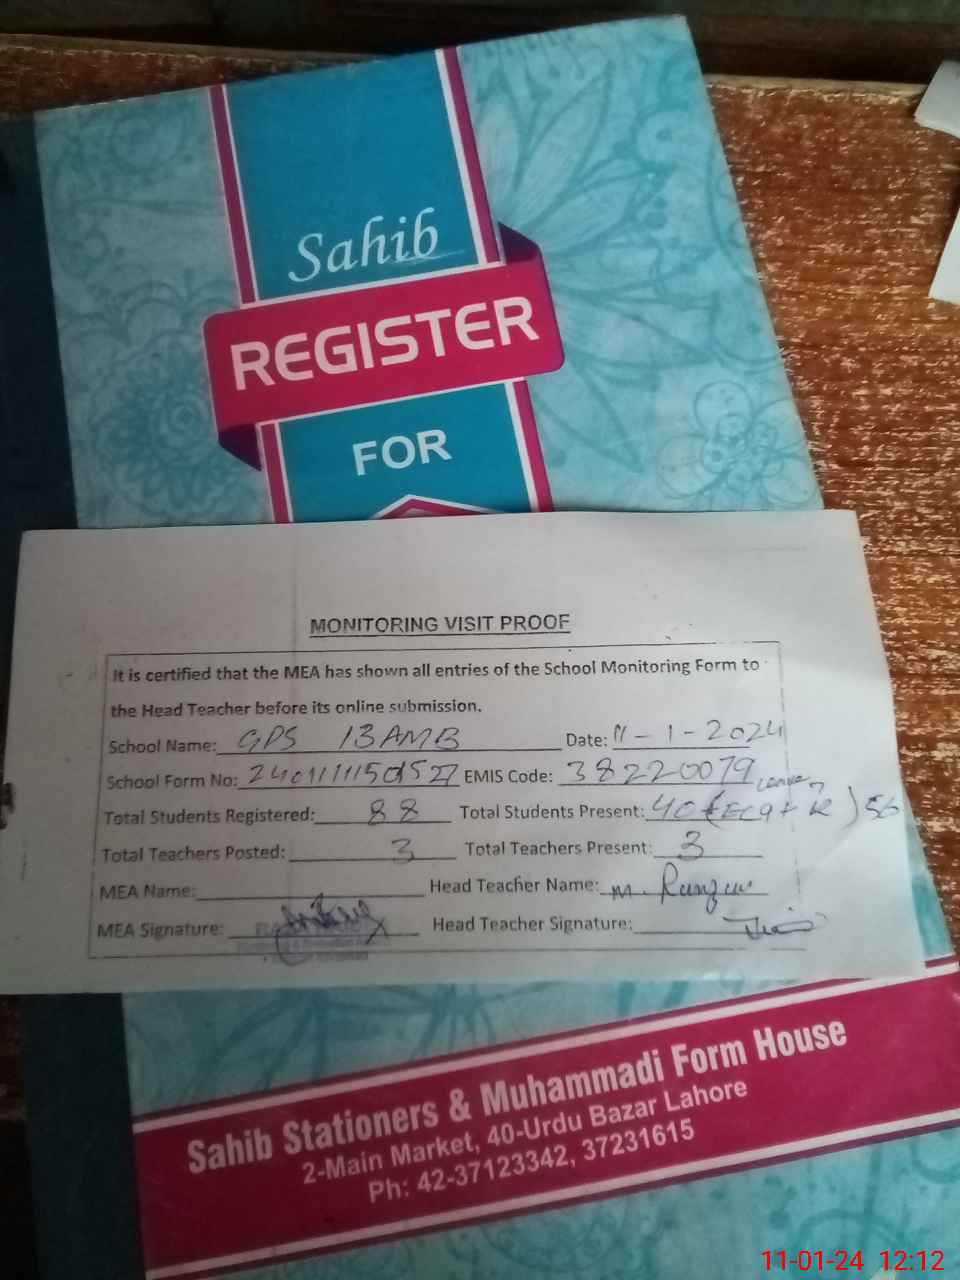 Sahib
REGISTER
FOR
MONITORING VISIT PROOF
It is certified that the MEA has shown all entries of the School Monitoring Form to
the Head Teacher before its online submission.
School Name: GPS 13AMB Date: 11-1-2024
School Form No: EMIS Code: 38220079
Total Students Registered: 88 Total Students Present: 40 56
Total Teachers Posted: 3 Total Teachers Present: 3
MEA Name: Head Teacher Name: M.
MEA Signature: Head Teacher Signature:
Sahib Stationers & Muhammadi Form House
2-Main Market, 40-Urdu Bazar Lahore
Ph: 42-37123342, 37231615
11-01-24 12:12